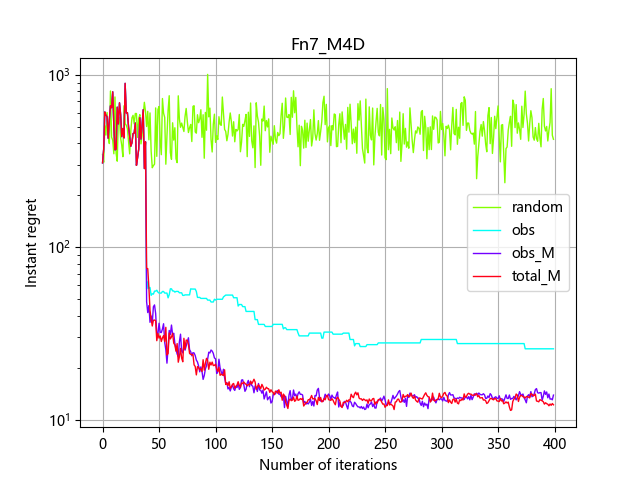 Fn7_M4D
Instant regret
10³
10²
10¹
random
obs
obs_M
total_M
0 50 100 150 200 250 300 350 400
Number of iterations